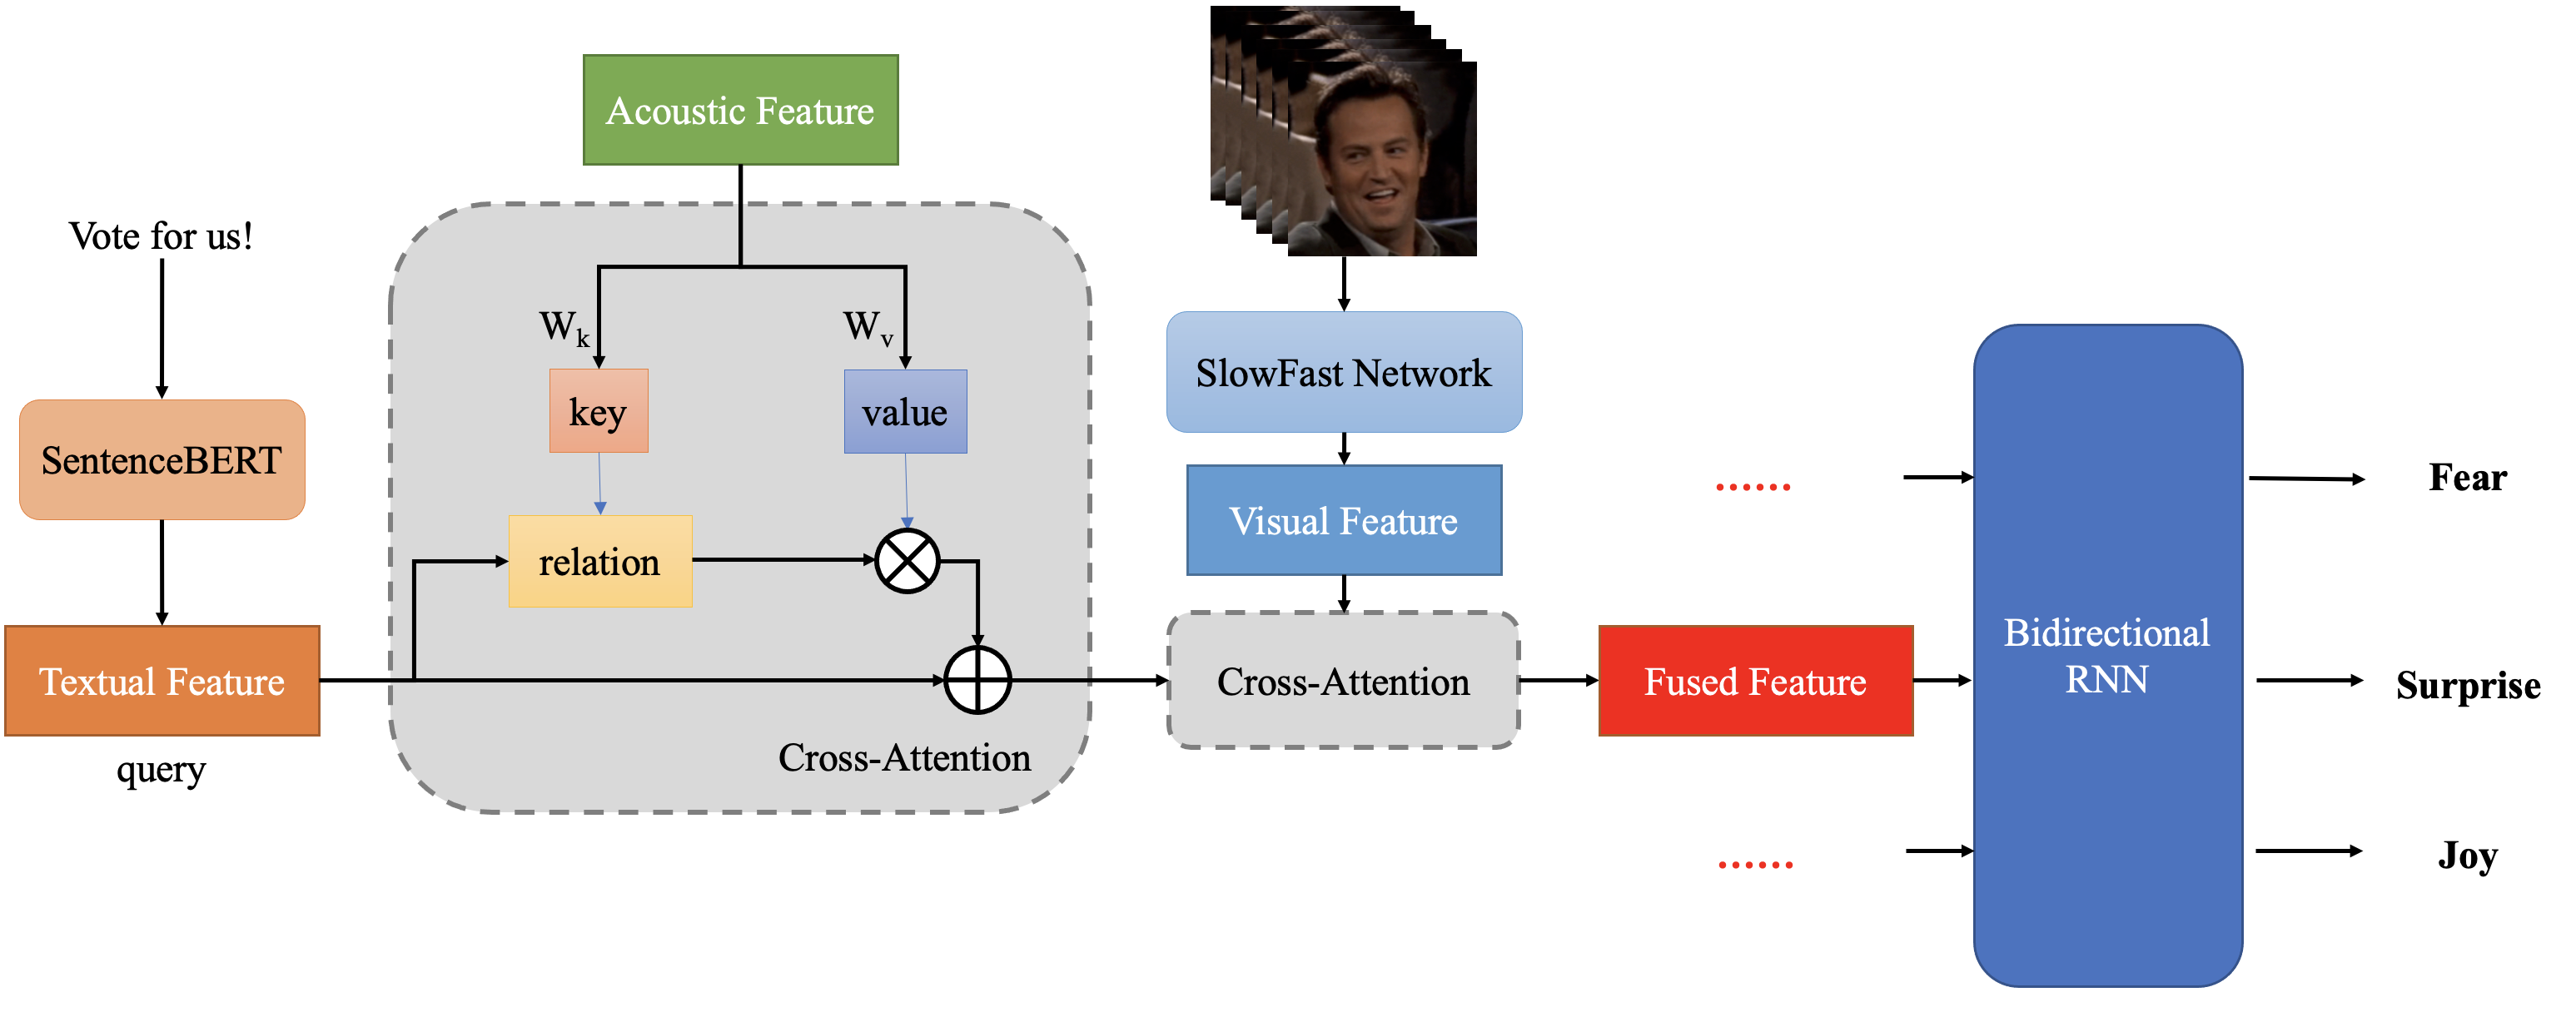 Acoustic Feature
Vote for us!
SentenceBERT
Textual Feature
query
W_k
W_v
key
value
relation
Cross-Attention
SlowFast Network
Visual Feature
Cross-Attention
Fused Feature
......
......
Bidirectional
RNN
Fear
Surprise
Joy